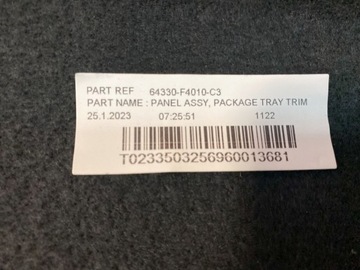 PART REF 64330-F4010-C3
PART NAME : PANEL ASSY, PACKAGE TRAY TRIM
25.1.2023 07:25:51 1122
T0233503256960013681